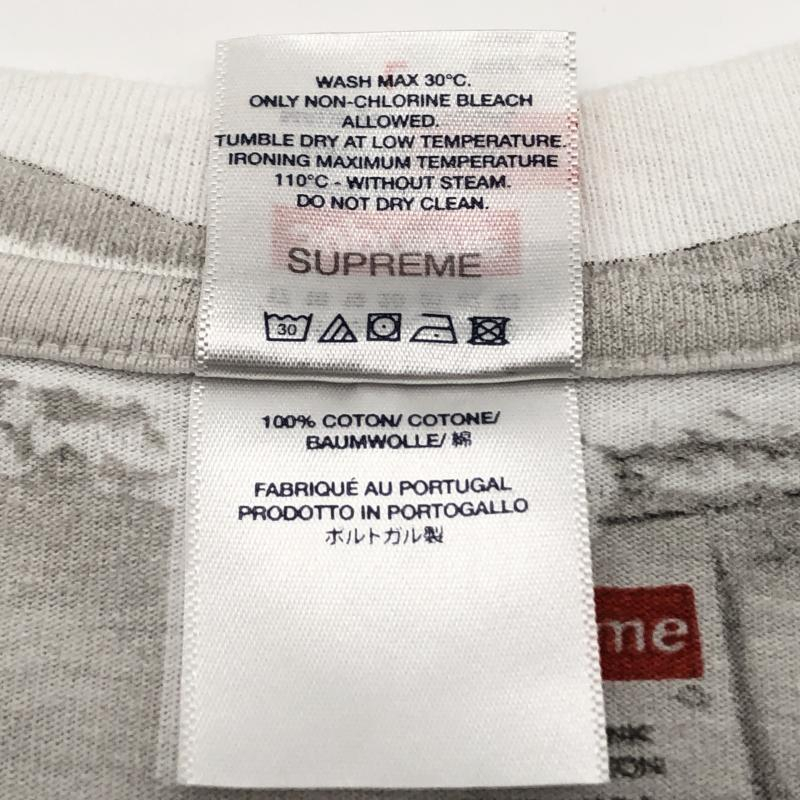 WASH MAX 30°C.
ONLY NON-CHLORINE BLEACH
ALLOWED.
TUMBLE DRY AT LOW TEMPERATURE.
IRONING MAXIMUM TEMPERATURE
110°C - WITHOUT STEAM.
DO NOT DRY CLEAN.
SUPREME
30
100% COTON/ COTONE/
BAUMWOLLE/ 綿
FABRIQUÉ AU PORTUGAL
PRODOTTO IN PORTOGALLO
ポルトガル製
me